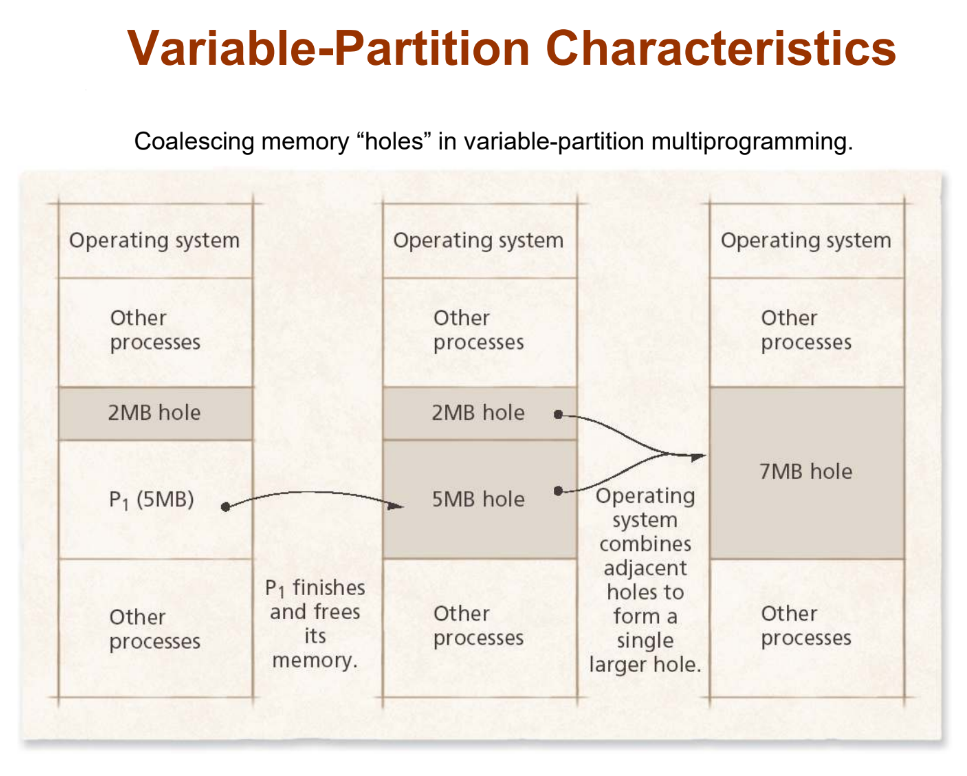 Variable-Partition Characteristics
Coalescing memory “holes” in variable-partition multiprogramming.
Operating system
Other
processes
2MB hole
P1 (5MB)
Other
processes
P1 finishes
and frees
its
memory.
Operating system
Other
processes
2MB hole
5MB hole
Other
processes
Operating
system
combines
adjacent
holes to
form a
single
larger hole.
Operating system
Other
processes
7MB hole
Other
processes